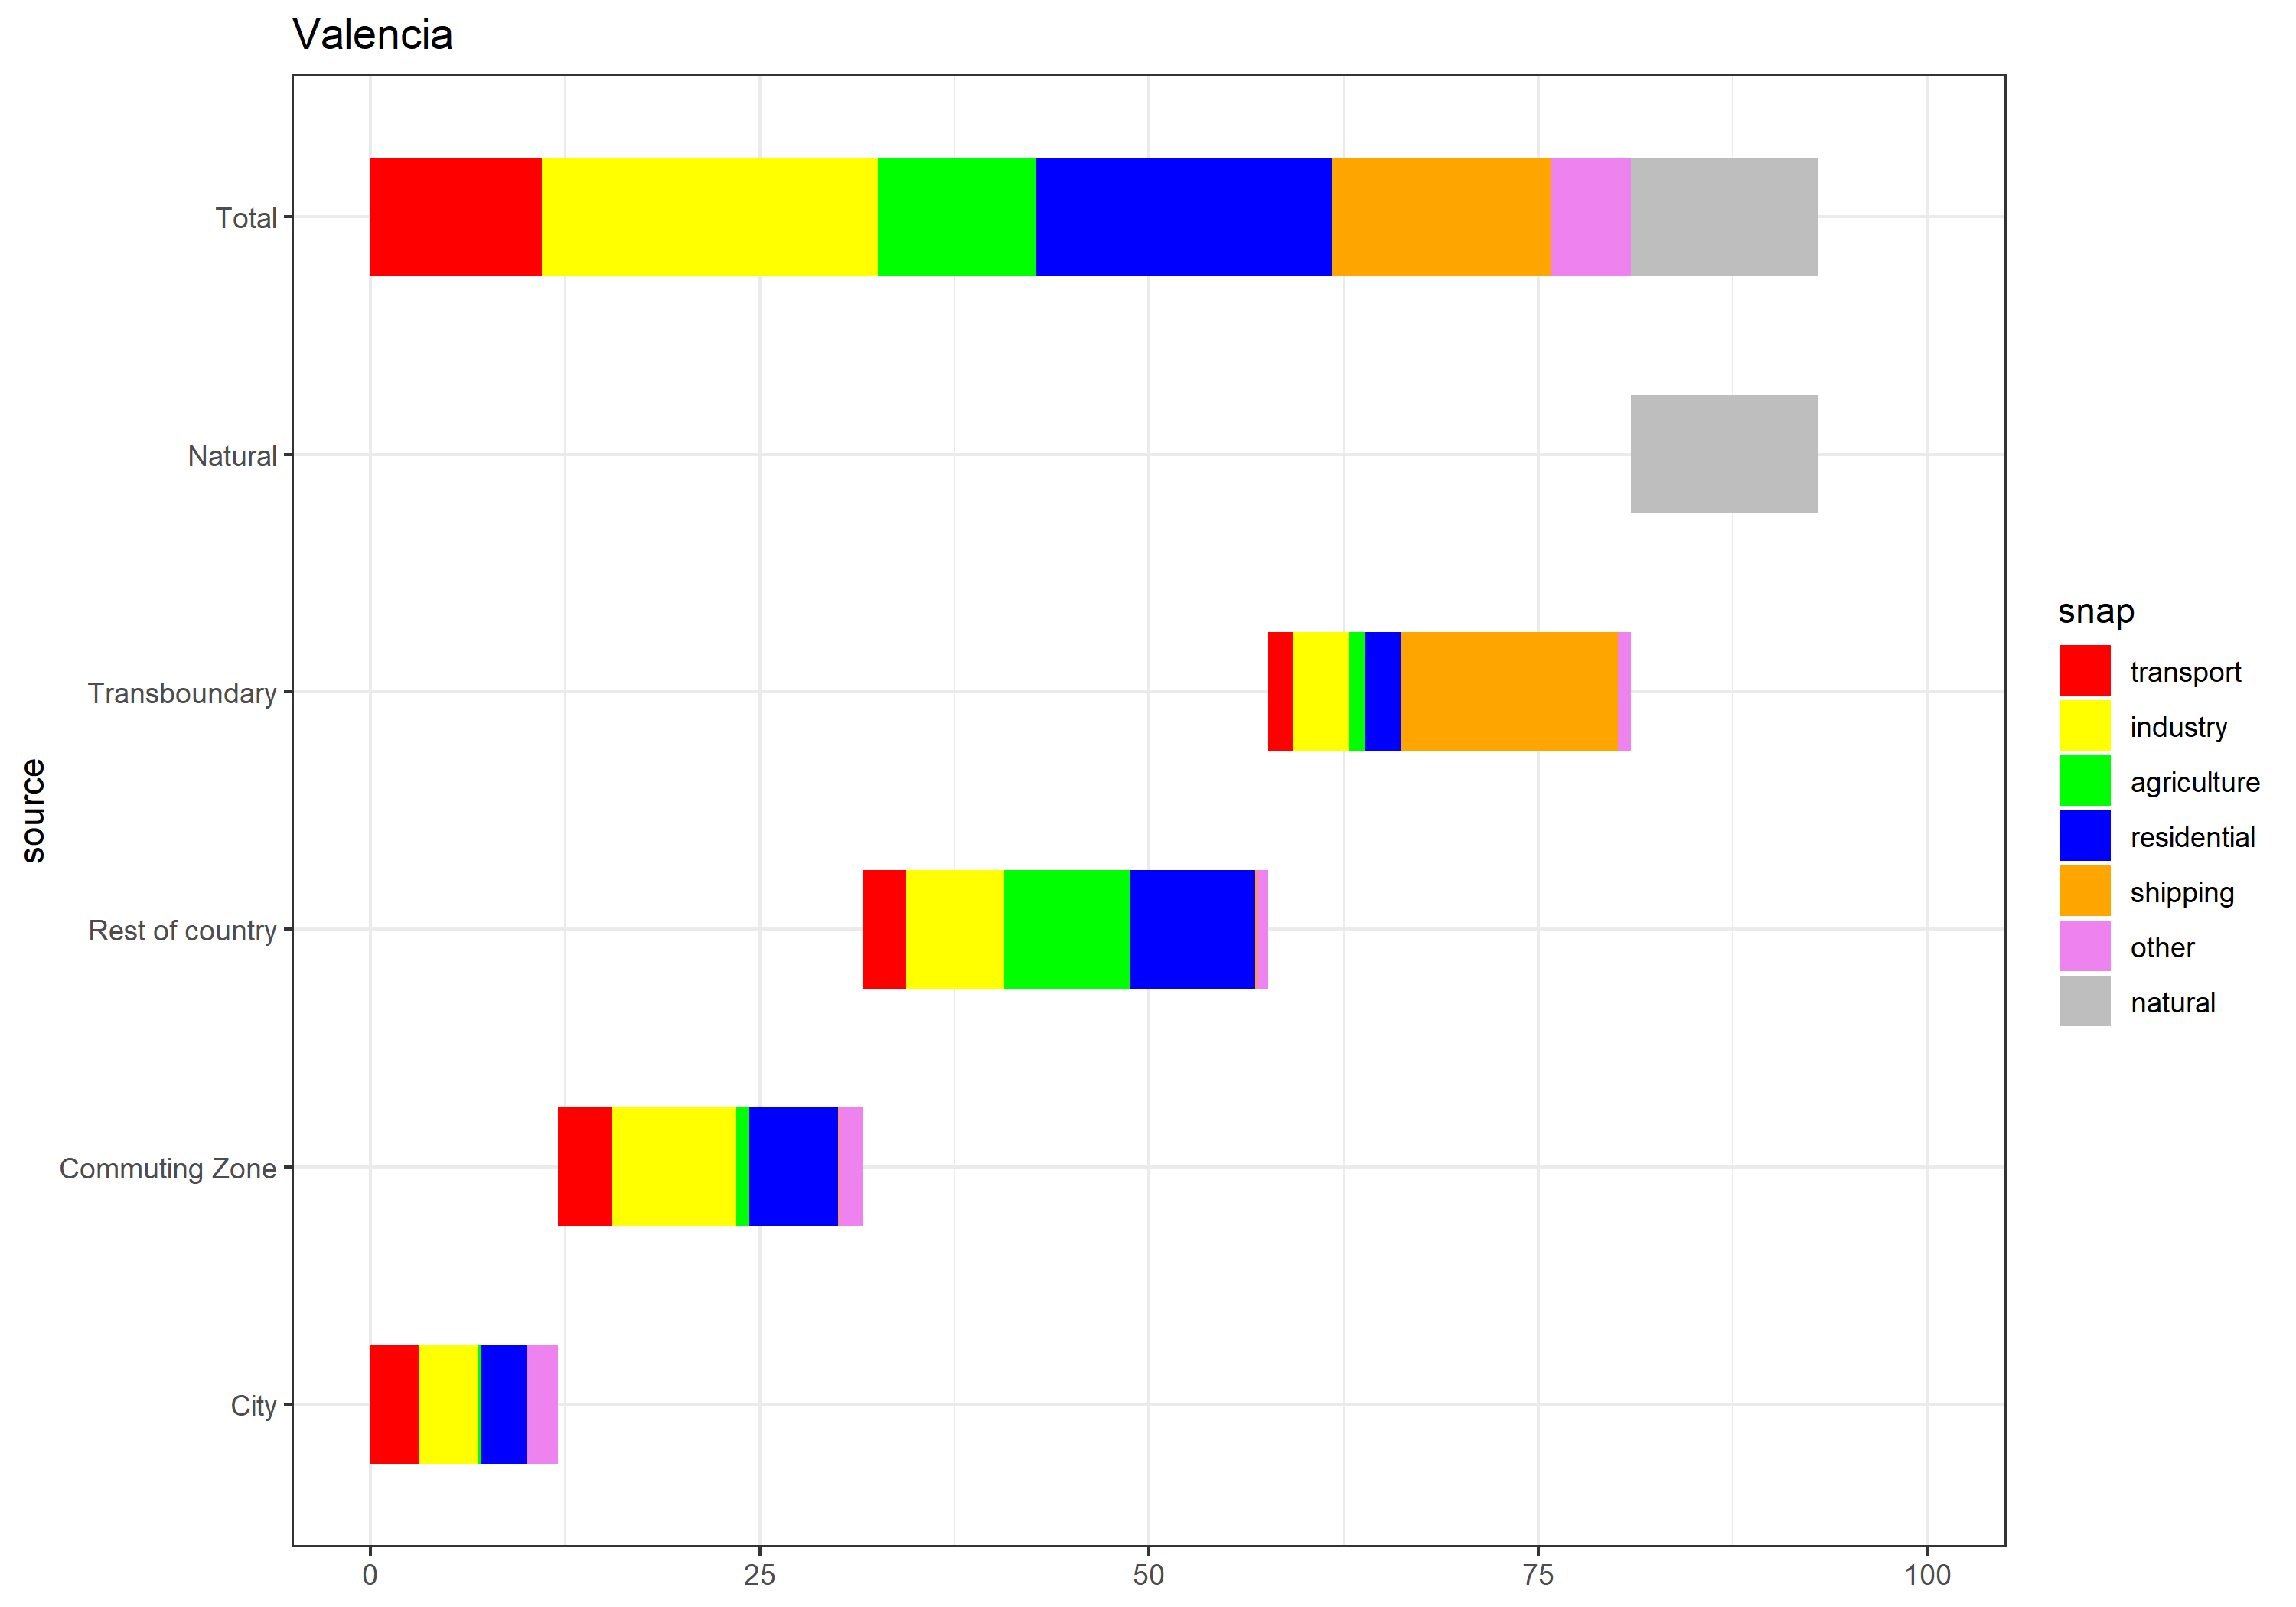 Valencia
source
Total
Natural
Transboundary
Rest of country
Commuting Zone
City
0 25 50 75 100
snap
transport
industry
agriculture
residential
shipping
other
natural